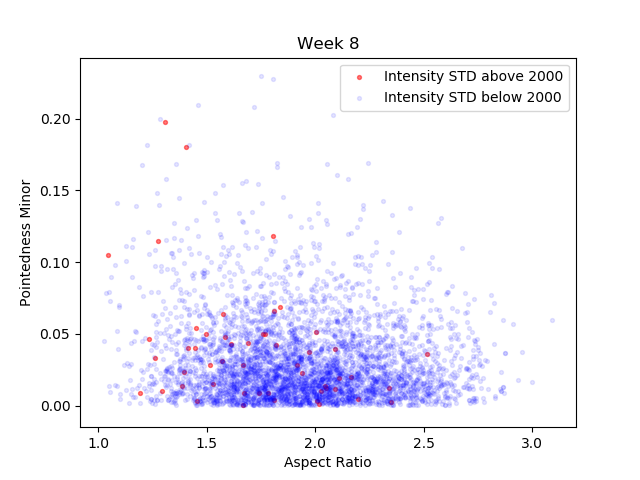 Week 8
Intensity STD above 2000
Intensity STD below 2000
Pointedness Minor
0.20
0.15
0.10
0.05
0.00
1.0 1.5 2.0 2.5 3.0
Aspect Ratio